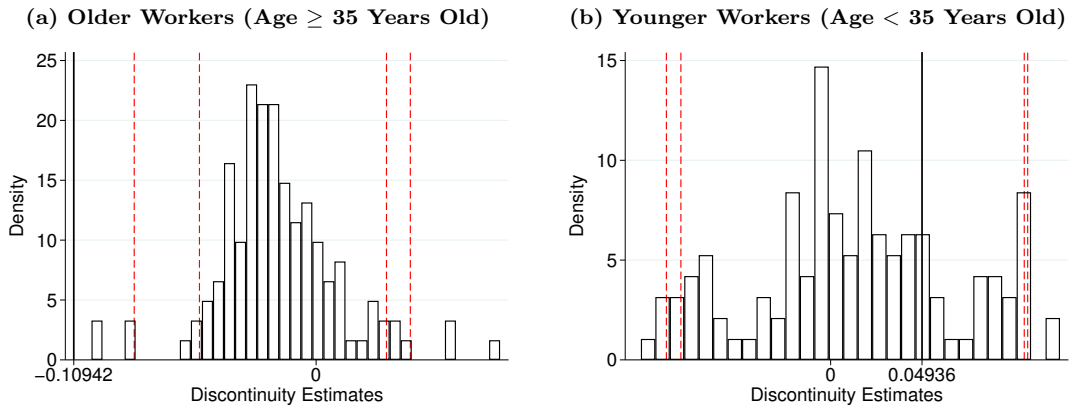 (a) Older Workers (Age ≥ 35 Years Old)
25
20
15
10
5
0
Density
−0.10942
0
Discontinuity Estimates
(b) Younger Workers (Age < 35 Years Old)
15
10
5
0
Density
0
0.04936
Discontinuity Estimates